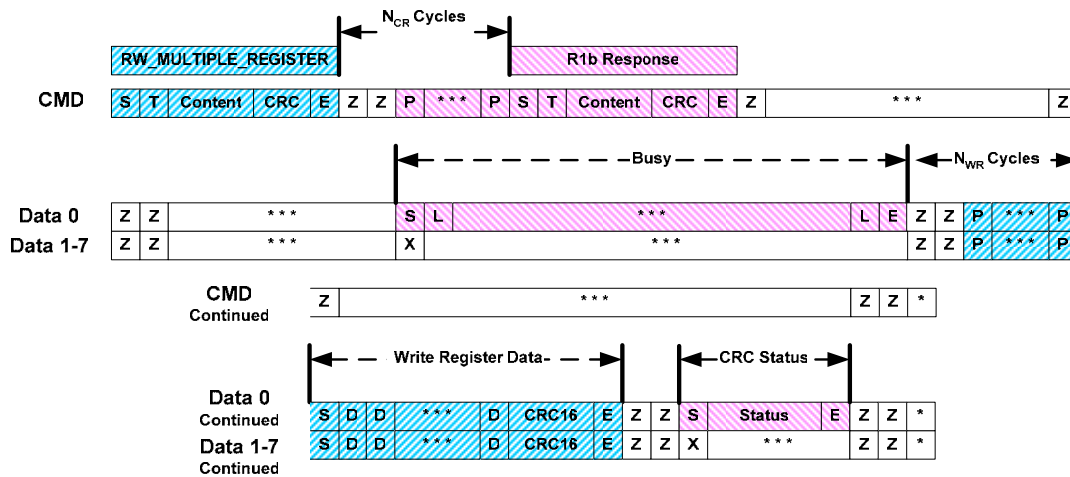 N_CR Cycles
RW_MULTIPLE_REGISTER R1b Response
CMD S T Content CRC E Z Z P *** P S T Content CRC E Z *** Z
Busy N_WR Cycles
Data 0 Z Z *** S L *** L E Z Z P *** P
Data 1-7 Z Z *** X *** Z Z P *** P
CMD Z *** Z Z *
Continued
Write Register Data CRC Status
Data 0 S D D *** D CRC16 E Z Z S Status E Z Z *
Continued
Data 1-7 S D D *** D CRC16 E Z Z X *** Z Z *
Continued